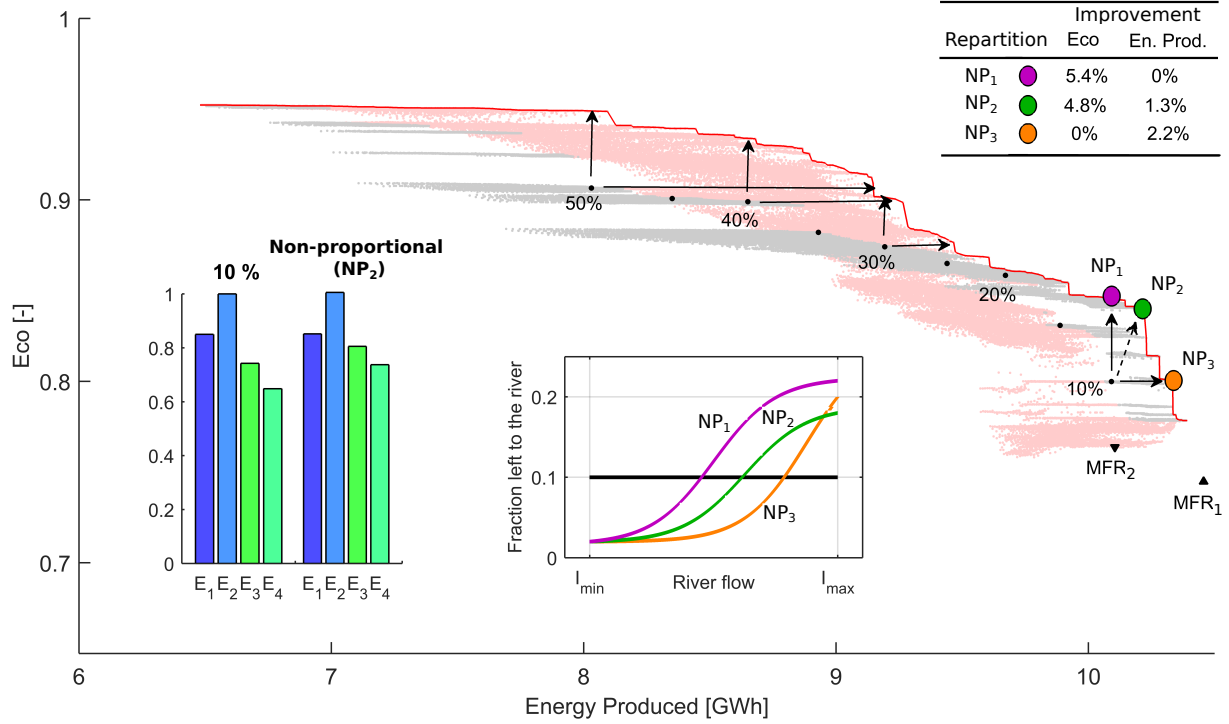 Improvement
Repartition Eco En. Prod.
NP1 5.4% 0%
NP2 4.8% 1.3%
NP3 0% 2.2%
Eco [-]
1
0.9
0.8
0.7
6 7 8 9 10
Energy Produced [GWh]
50%
40%
30%
20%
10%
NP1
NP2
NP3
MFR2
MFR1
Non-proportional
(NP2)
10 %
1
0.8
0.6
0.4
0.2
0
E1 E2 E3 E4 E1 E2 E3 E4
Fraction left to the river
0.2
0.1
0
NP1
NP2
NP3
Imin River flow Imax